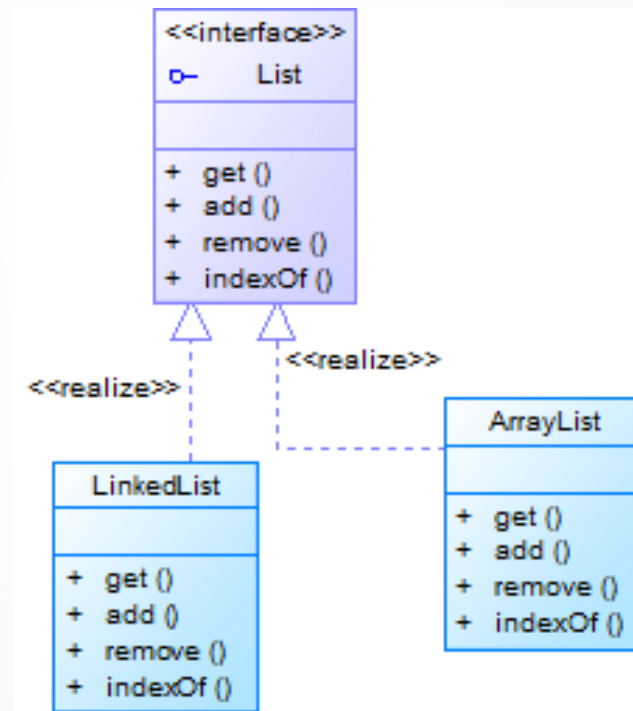 <<interface>>
List
+ get ()
+ add ()
+ remove ()
+ indexOf ()
<<realize>>
<<realize>>
LinkedList
+ get ()
+ add ()
+ remove ()
+ indexOf ()
ArrayList
+ get ()
+ add ()
+ remove ()
+ indexOf ()